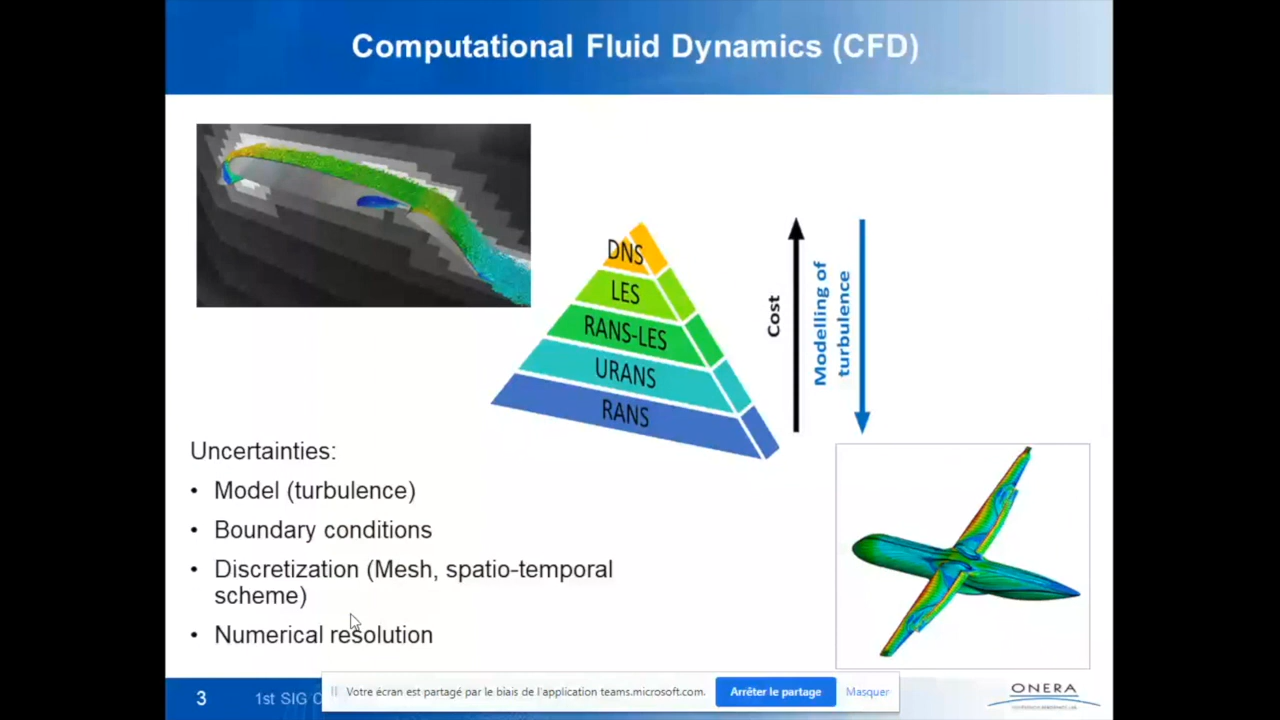 Computational Fluid Dynamics (CFD)
DNS
LES
RANS-LES
URANS
RANS
Cost
Modelling of
turbulence
Uncertainties:
• Model (turbulence)
• Boundary conditions
• Discretization (Mesh, spatio-temporal
scheme)
• Numerical resolution
3
1st SIG
Votre écran est partagé par le biais de l'application teams.microsoft.com.
Arrêter le partage
Masquer
ONERA